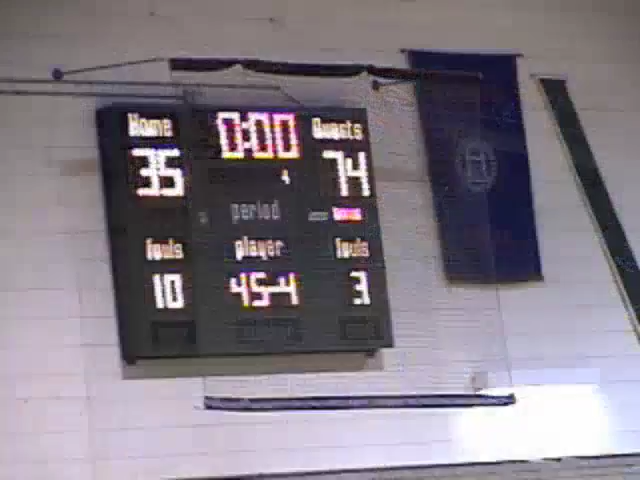 Home 0:00 Guests
35 4 74
period
fouls player fouls
10 45-4 3
H